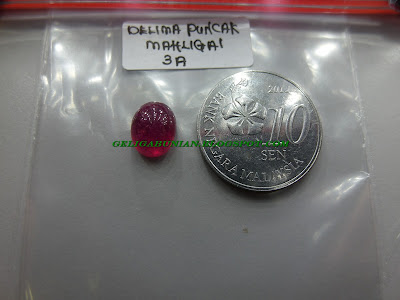 DELIMA PUNCAK
MAHLIGAI
3A
GELIGABUNIAN.BLOGSPOT.COM
BANK NEGARA MALAYSIA
10
SEN